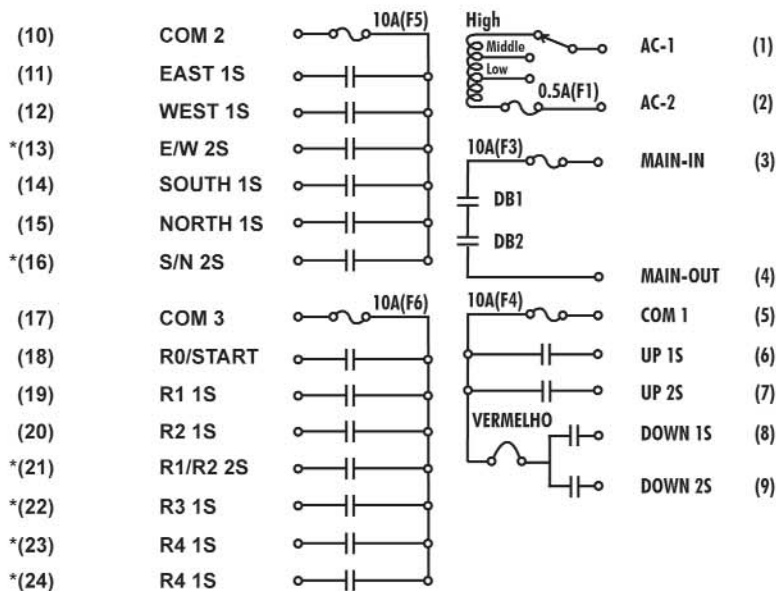 (10) COM 2 10A(F5)
(11) EAST 1S
(12) WEST 1S
*(13) E/W 2S
(14) SOUTH 1S
(15) NORTH 1S
*(16) S/N 2S
(17) COM 3 10A(F6)
(18) R0/START
(19) R1 1S
(20) R2 1S
*(21) R1/R2 2S
*(22) R3 1S
*(23) R4 1S
*(24) R4 1S
High
Middle AC-1 (1)
Low
0.5A(F1) AC-2 (2)
10A(F3) MAIN-IN (3)
DB1
DB2
MAIN-OUT (4)
10A(F4) COM 1 (5)
UP 1S (6)
UP 2S (7)
VERMELHO
DOWN 1S (8)
DOWN 2S (9)